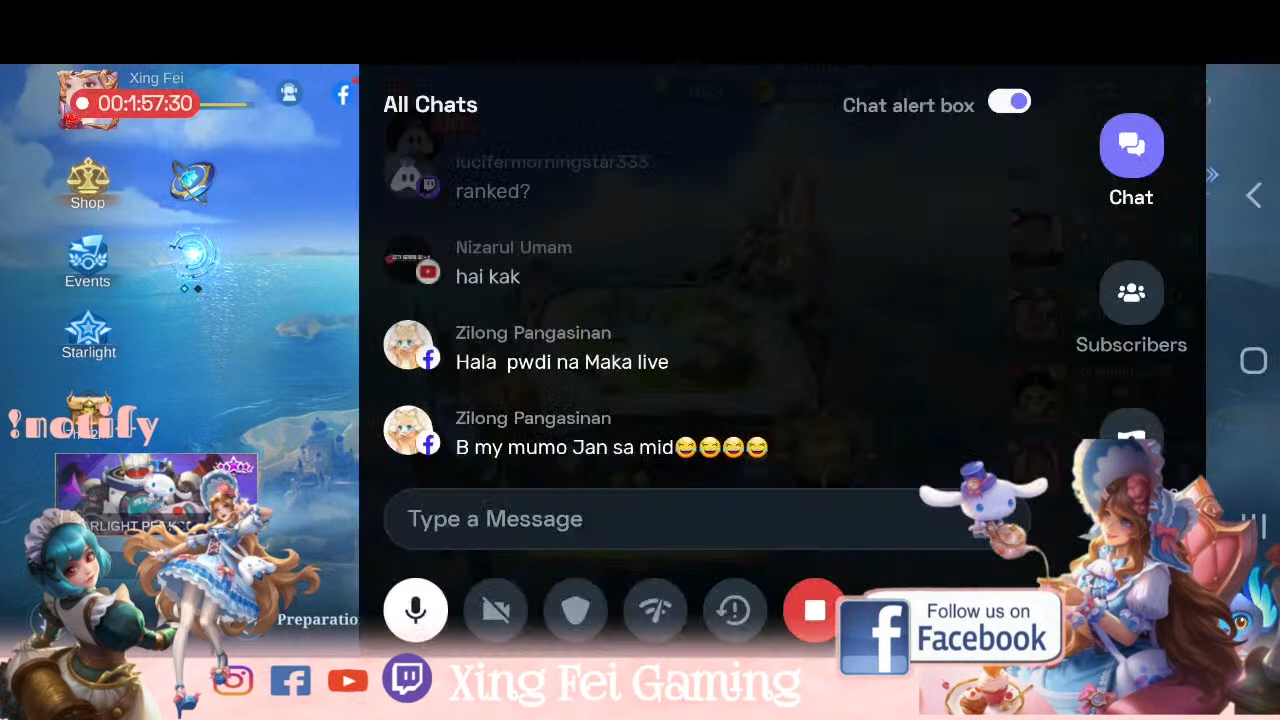 Xing Fei
00:1:57:30
Shop
Events
Starlight
!notify
ARLIGHT PEAK
Preparatio
All Chats
Chat alert box
lucifermorningstar333
ranked?
Nizarul Umam
hai kak
Zilong Pangasinan
Hala pwdi na Maka live
Zilong Pangasinan
B my mumo Jan sa mid😂😂😂😂
Type a Message
Chat
Subscribers
Follow us on
Facebook
Xing Fei Gaming